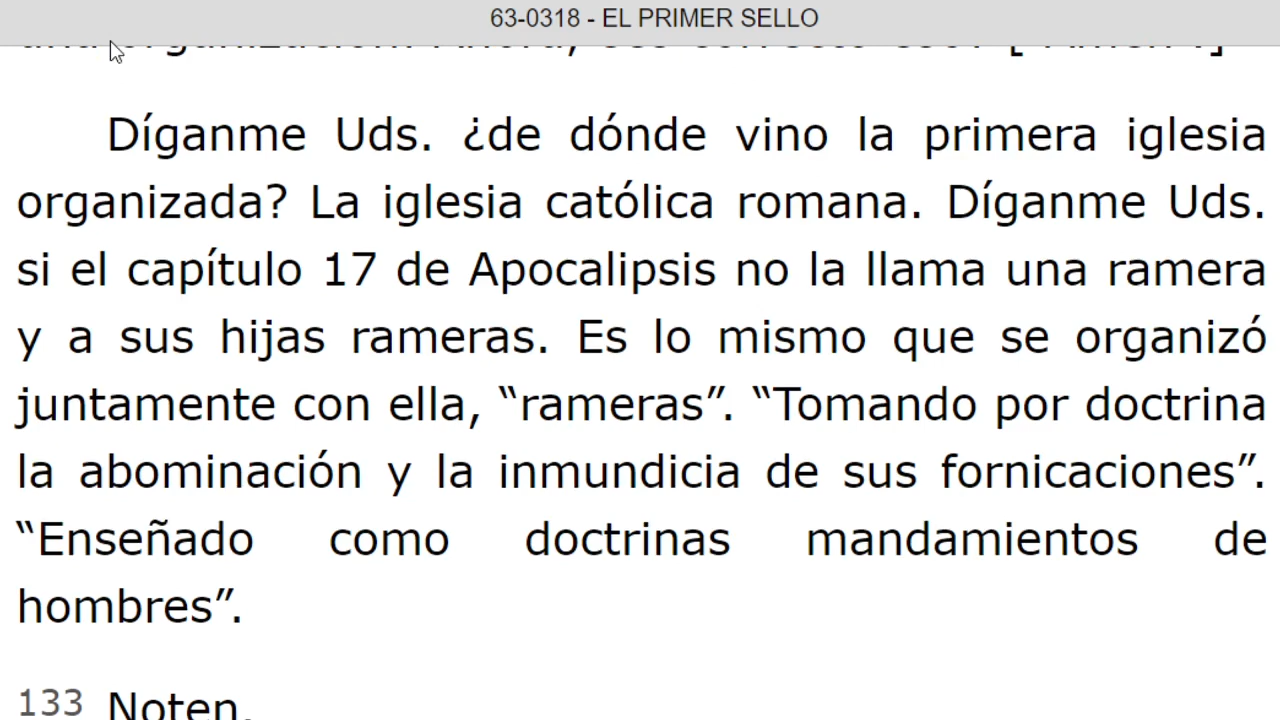 63-0318 - EL PRIMER SELLO
Díganme Uds. ¿de dónde vino la primera iglesia
organizada? La iglesia católica romana. Díganme Uds.
si el capítulo 17 de Apocalipsis no la llama una ramera
y a sus hijas rameras. Es lo mismo que se organizó
juntamente con ella, “rameras”. “Tomando por doctrina
la abominación y la inmundicia de sus fornicaciones”.
“Enseñado como doctrinas mandamientos de
hombres”.
133 Noten,